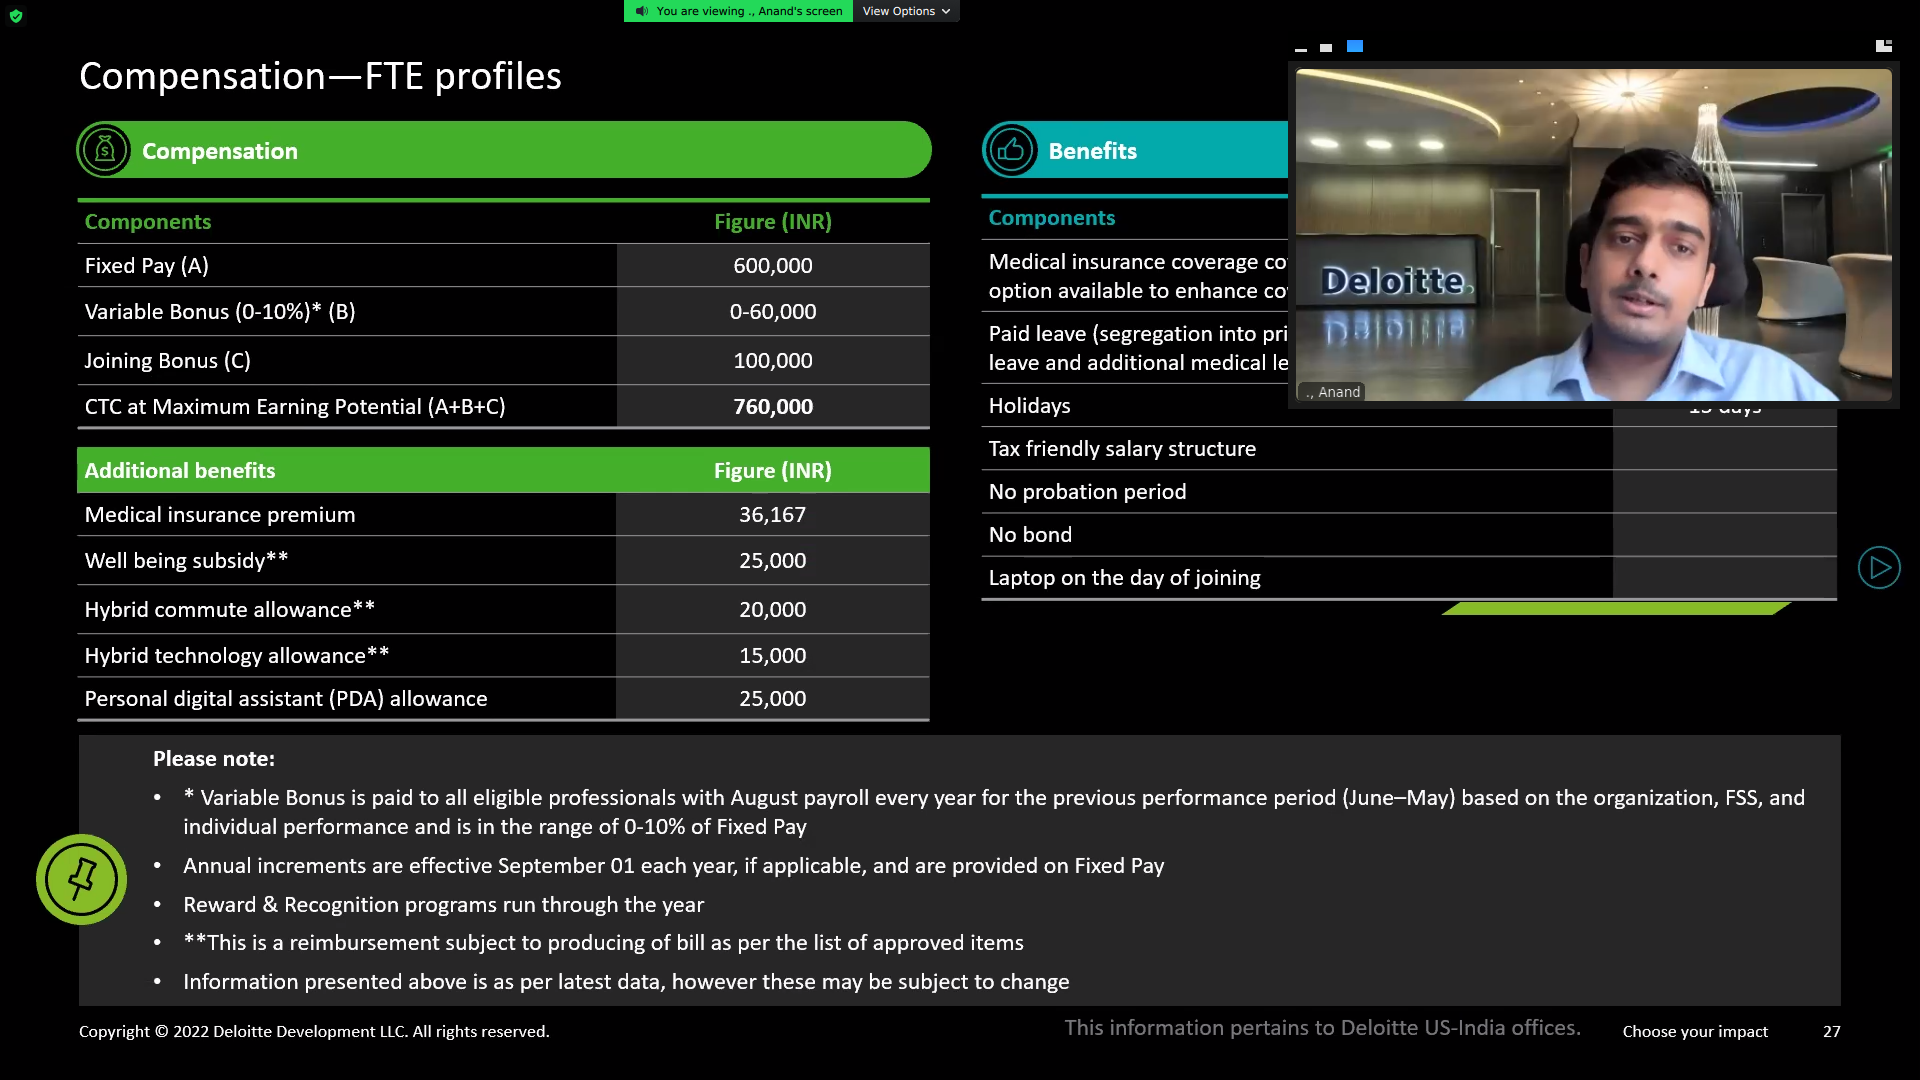 You are viewing ., Anand's screen
View Options
Compensation—FTE profiles
Compensation
Components Figure (INR)
Fixed Pay (A) 600,000
Variable Bonus (0-10%)* (B) 0-60,000
Joining Bonus (C) 100,000
CTC at Maximum Earning Potential (A+B+C) 760,000
Additional benefits Figure (INR)
Medical insurance premium 36,167
Well being subsidy** 25,000
Hybrid commute allowance** 20,000
Hybrid technology allowance** 15,000
Personal digital assistant (PDA) allowance 25,000
Benefits
Components
Medical insurance coverage
option available to enhance
Paid leave (segregation into
leave and additional medical
Holidays
Tax friendly salary structure
No probation period
No bond
Laptop on the day of joining
Deloitte.
., Anand
Please note:
• * Variable Bonus is paid to all eligible professionals with August payroll every year for the previous performance period (June–May) based on the organization, FSS, and
individual performance and is in the range of 0-10% of Fixed Pay
• Annual increments are effective September 01 each year, if applicable, and are provided on Fixed Pay
• Reward & Recognition programs run through the year
• **This is a reimbursement subject to producing of bill as per the list of approved items
• Information presented above is as per latest data, however these may be subject to change
Copyright © 2022 Deloitte Development LLC. All rights reserved.
This information pertains to Deloitte US-India offices.
Choose your impact
27